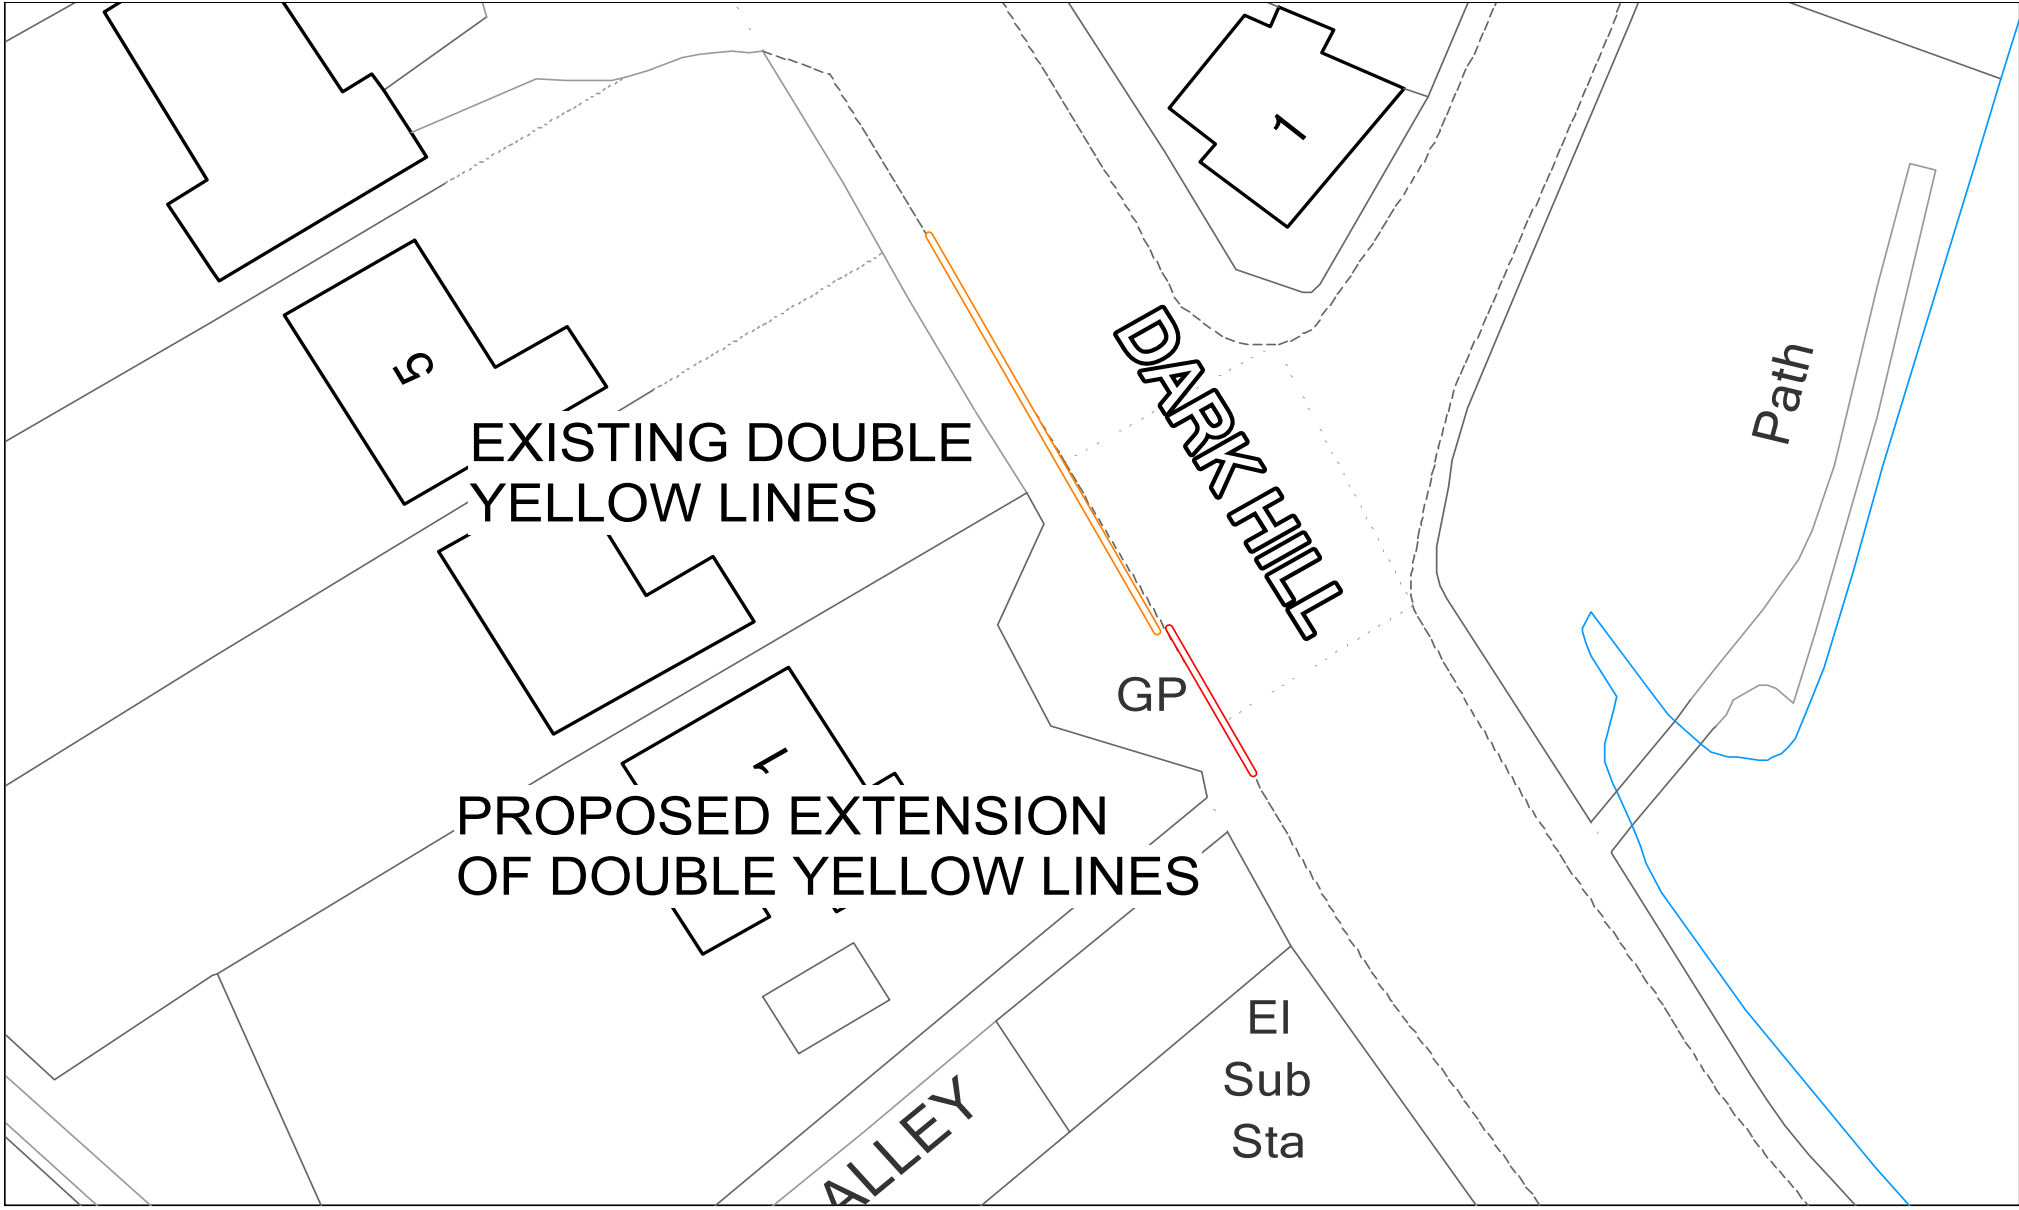 1
DARK HILL
Path
5
EXISTING DOUBLE
YELLOW LINES
GP
1
PROPOSED EXTENSION
OF DOUBLE YELLOW LINES
El
Sub
Sta
ALLEY